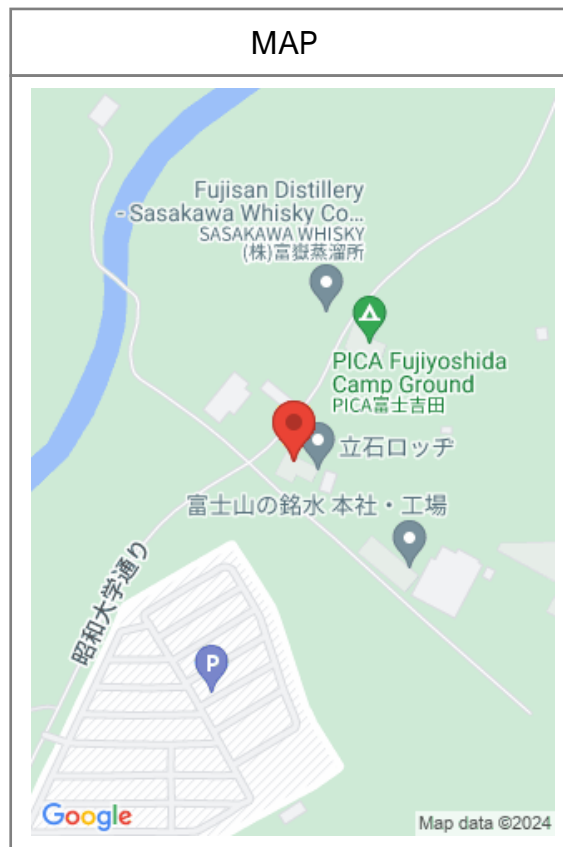 MAP
Fujisan Distillery
- Sasakawa Whisky Co...
SASAKAWA WHISKY
(株)富嶽蒸溜所
PICA Fujiyoshida
Camp Ground
PICA富士吉田
立石ロッヂ
富士山の銘水 本社・工場
昭和大学通り
P
Google
Map data ©2024